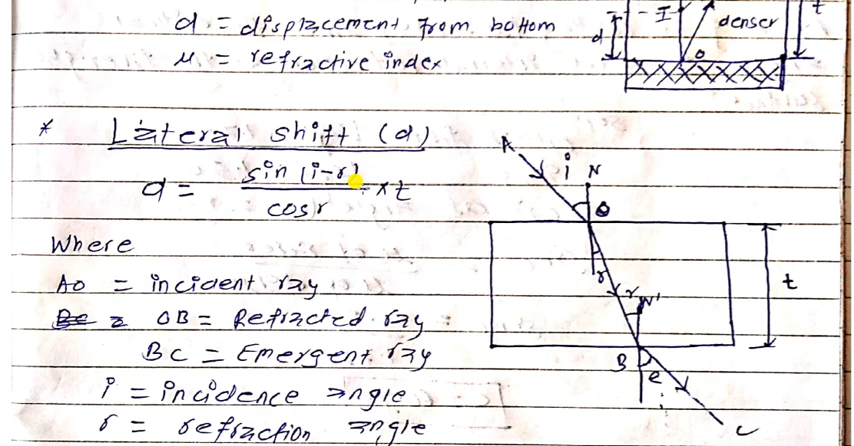 d = displacement from bottom
μ = refractive index
I
denser
t
d
O
* Lateral shift (d)
d = sin (i-r) / cosr × t
Where
AO = incident ray
OB = Refracted ray
BC = Emergent ray
i = incidence angle
r = refraction angle
A
i
N
O
r
r
N'
t
B
e
C